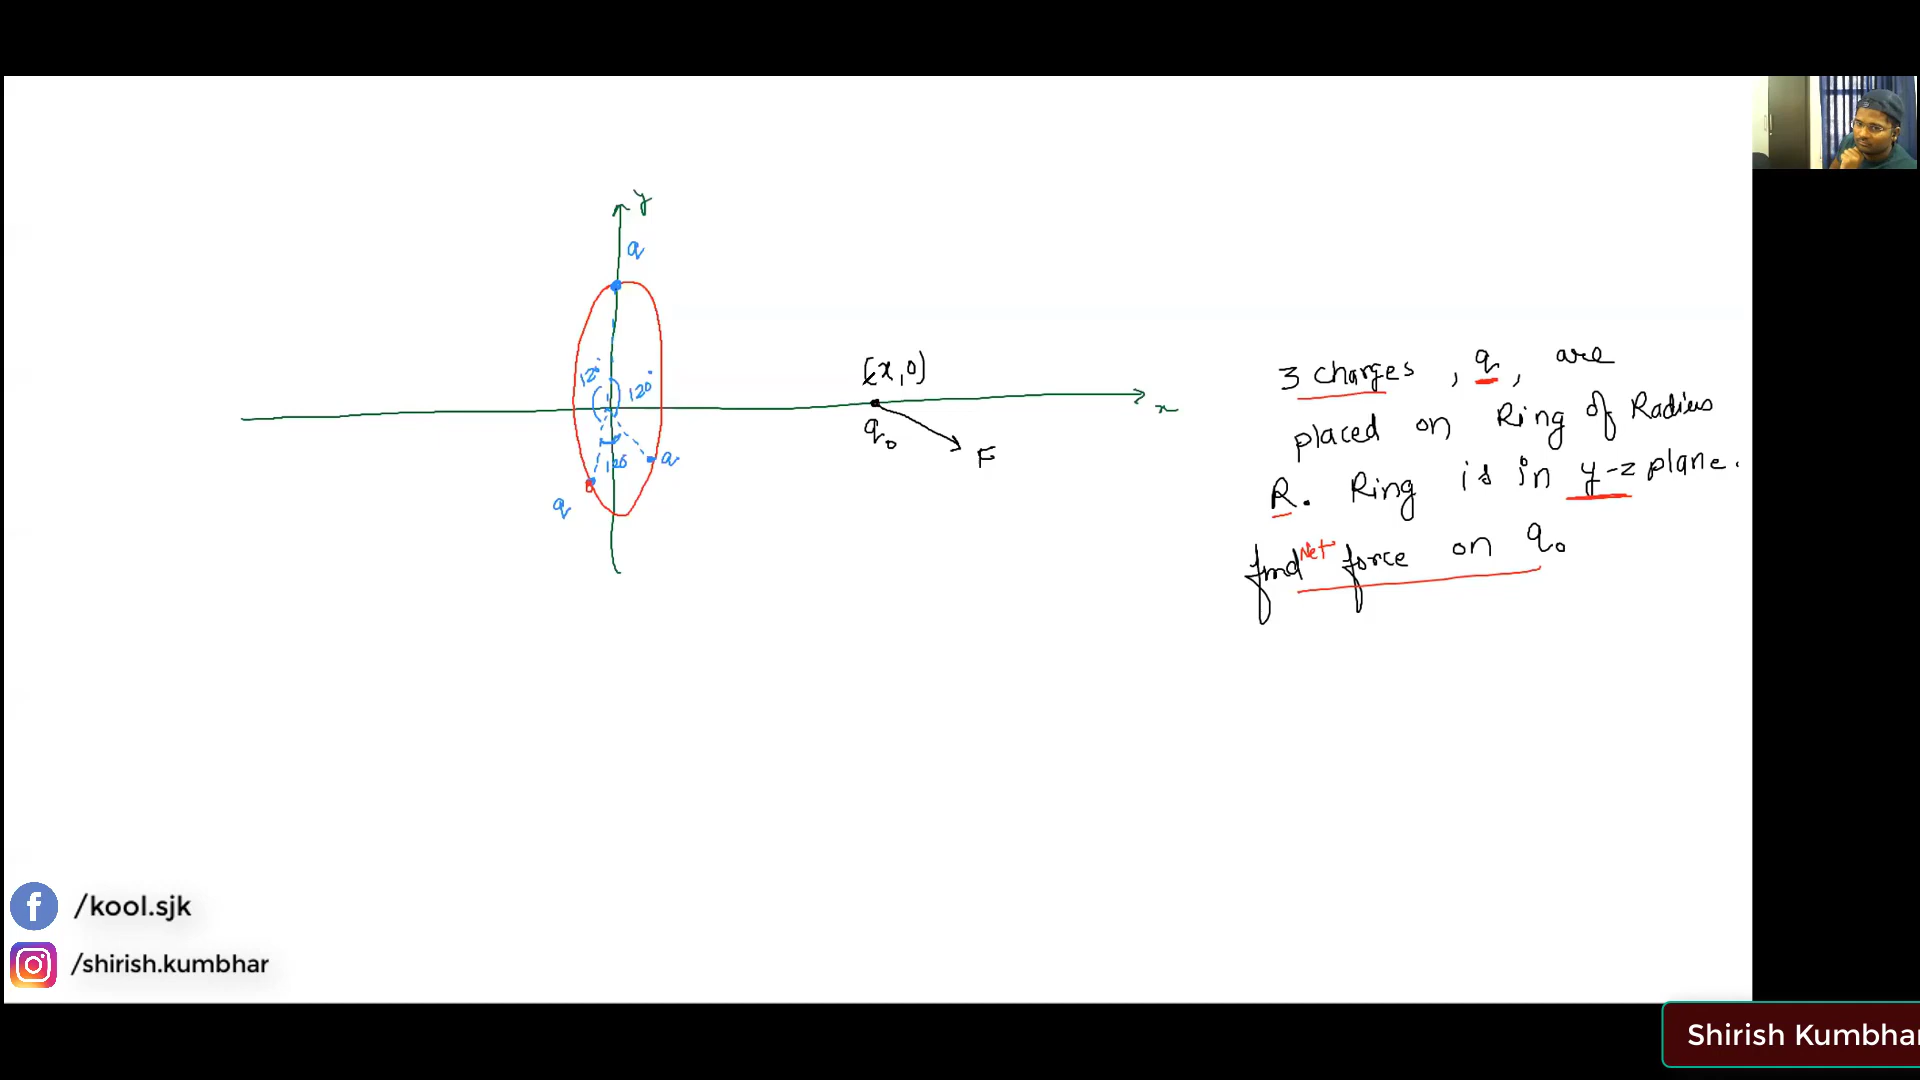 y
q
120°
120°
120
q
q
(x,0)
q₀
F
x
3 charges , q , are
placed on Ring of Radius
R. Ring is in y-z plane.
find Net force on q₀
/kool.sjk
/shirish.kumbhar
Shirish Kumbhar